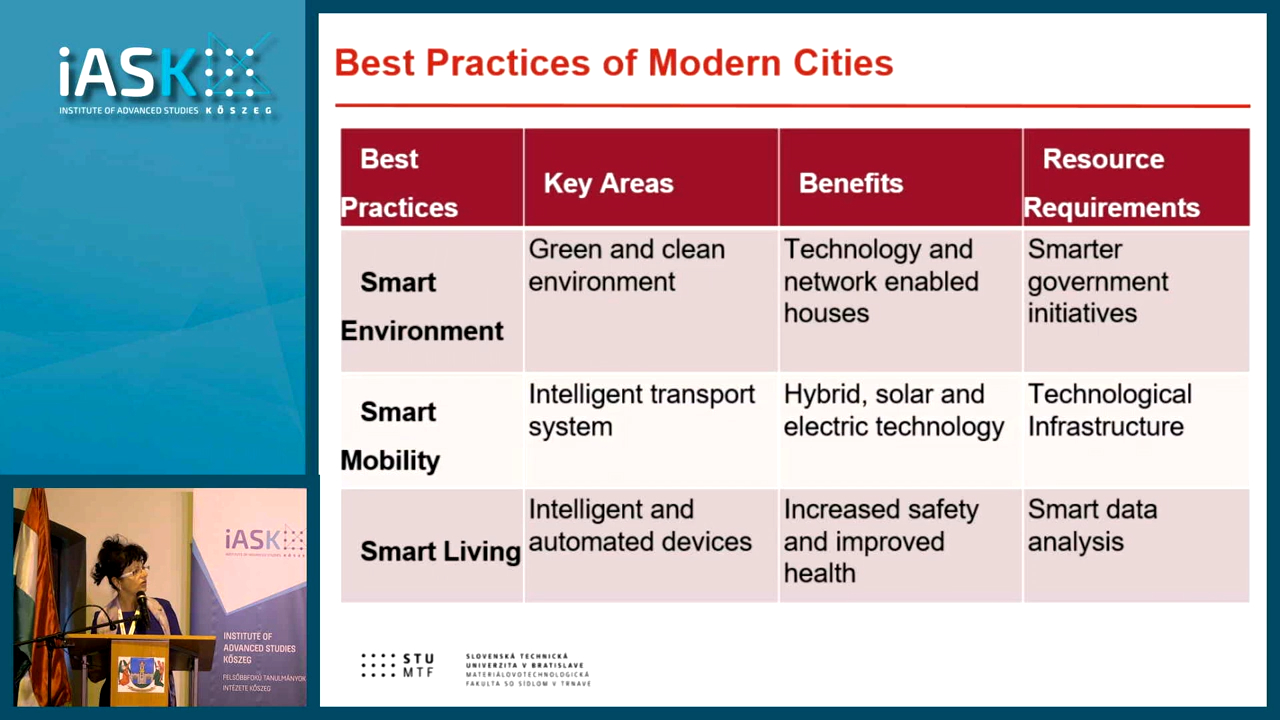 iASK
INSTITUTE OF ADVANCED STUDIES KŐSZEG
Best Practices of Modern Cities
Best
Practices
Key Areas
Benefits
Resource
Requirements
Smart
Environment
Green and clean
environment
Technology and
network enabled
houses
Smarter
government
initiatives
Smart
Mobility
Intelligent transport
system
Hybrid, solar and
electric technology
Technological
Infrastructure
Smart Living
Intelligent and
automated devices
Increased safety
and improved
health
Smart data
analysis
iASK
INSTITUTE OF
ADVANCED STUDIES
KŐSZEG
FELSŐBBFOKÚ TANULMÁNYOK
INTÉZETE KŐSZEG
STU
MTF
SLOVENSKÁ TECHNICKÁ
UNIVERZITA V BRATISLAVE
MATERIÁLOVOTECHNOLOGICKÁ
FAKULTA SO SÍDLOM V TRNAVE